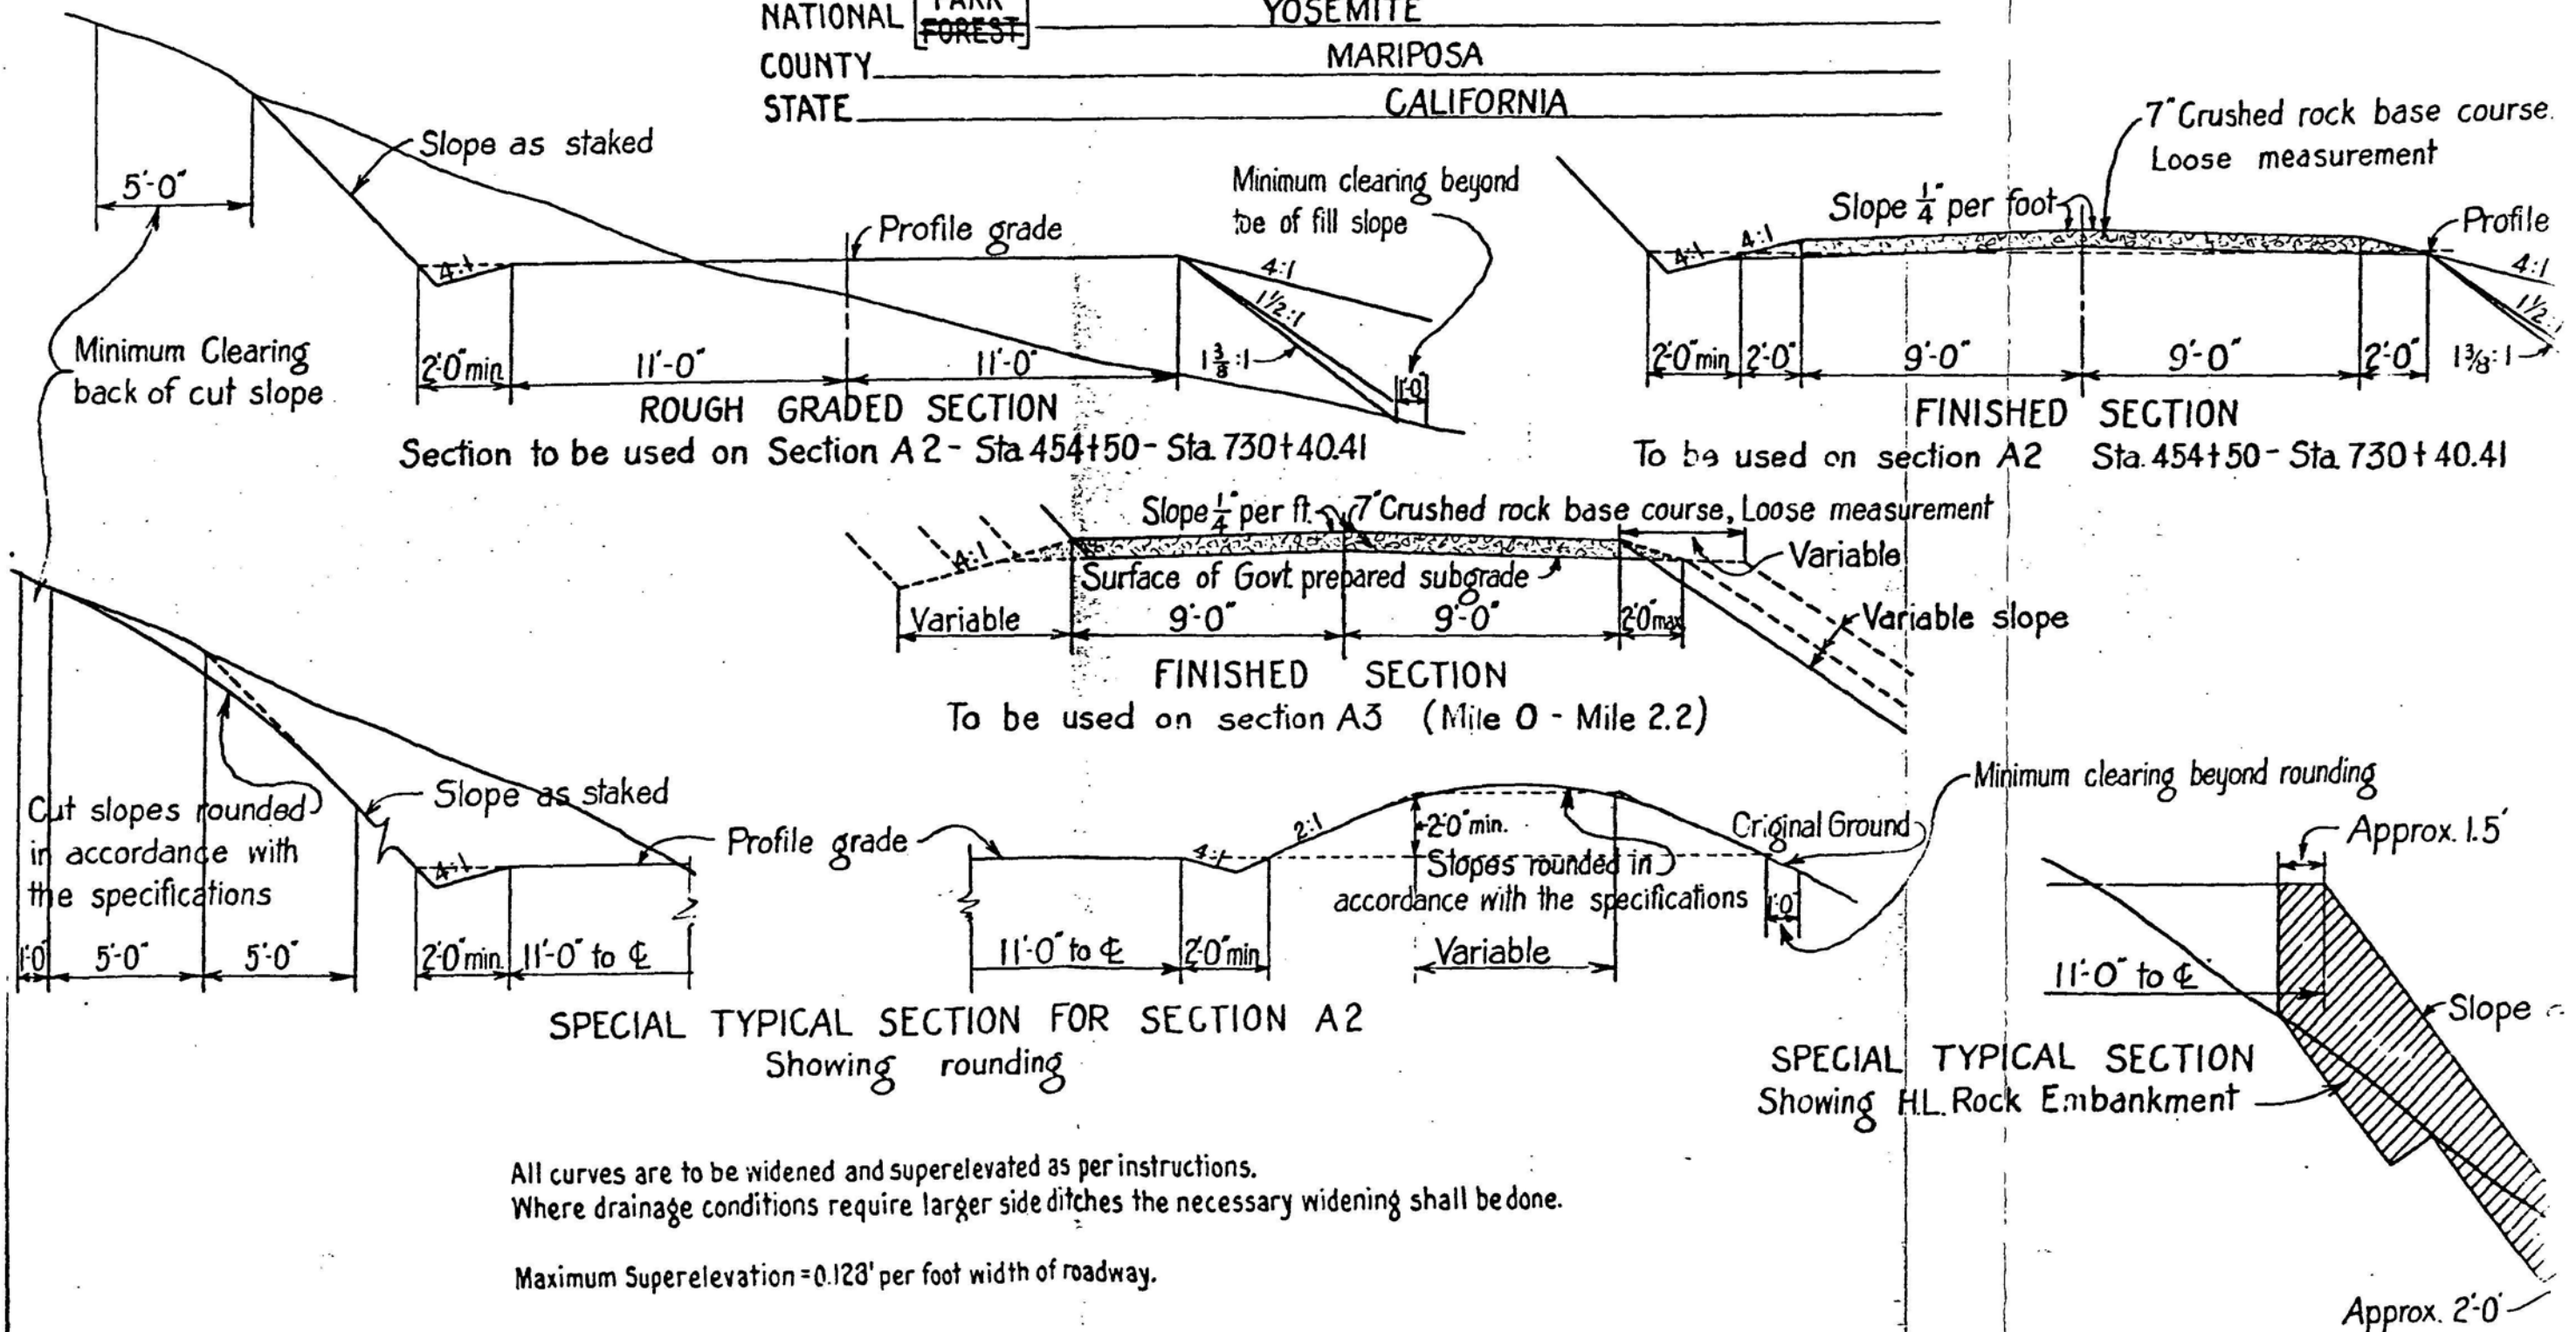 NATIONAL [PARK FOREST] YOSEMITE
COUNTY MARIPOSA
STATE CALIFORNIA
5'-0"
Slope as staked
Minimum Clearing
back of cut slope
4:1
Profile grade
Minimum clearing beyond
toe of fill slope
4:1
1½:1
1⅜:1
2'0" min.
11'-0"
11'-0"
1'-0"
ROUGH GRADED SECTION
Section to be used on Section A2 - Sta. 454+50 - Sta. 730+40.41
7" Crushed rock base course.
Loose measurement
Slope ¼" per foot
Profile
4:1
4:1
4:1
1½:1
1⅜:1
2'0" min
2'-0"
9'-0"
9'-0"
2'-0"
FINISHED SECTION
To be used on section A2 Sta. 454+50 - Sta. 730+40.41
Slope ¼" per ft.
7" Crushed rock base course, Loose measurement
4:1
Variable
Surface of Govt prepared subgrade
Variable
9'-0"
9'-0"
2'0" max
Variable slope
FINISHED SECTION
To be used on section A3 (Mile 0 - Mile 2.2)
Cut slopes rounded
in accordance with
the specifications
Slope as staked
Profile grade
4:1
1'-0"
5'-0"
5'-0"
2'0" min.
11'-0" to ℄
4:1
2:1
2'0" min.
Slopes rounded in
accordance with the specifications
Original Ground
Minimum clearing beyond rounding
11'-0" to ℄
2'0" min
Variable
1'-0"
SPECIAL TYPICAL SECTION FOR SECTION A2
Showing rounding
Approx. 1.5'
11'-0" to ℄
Slope
SPECIAL TYPICAL SECTION
Showing H.L. Rock Embankment
Approx. 2'-0"
All curves are to be widened and superelevated as per instructions.
Where drainage conditions require larger side ditches the necessary widening shall be done.
Maximum Superelevation = 0.123' per foot width of roadway.